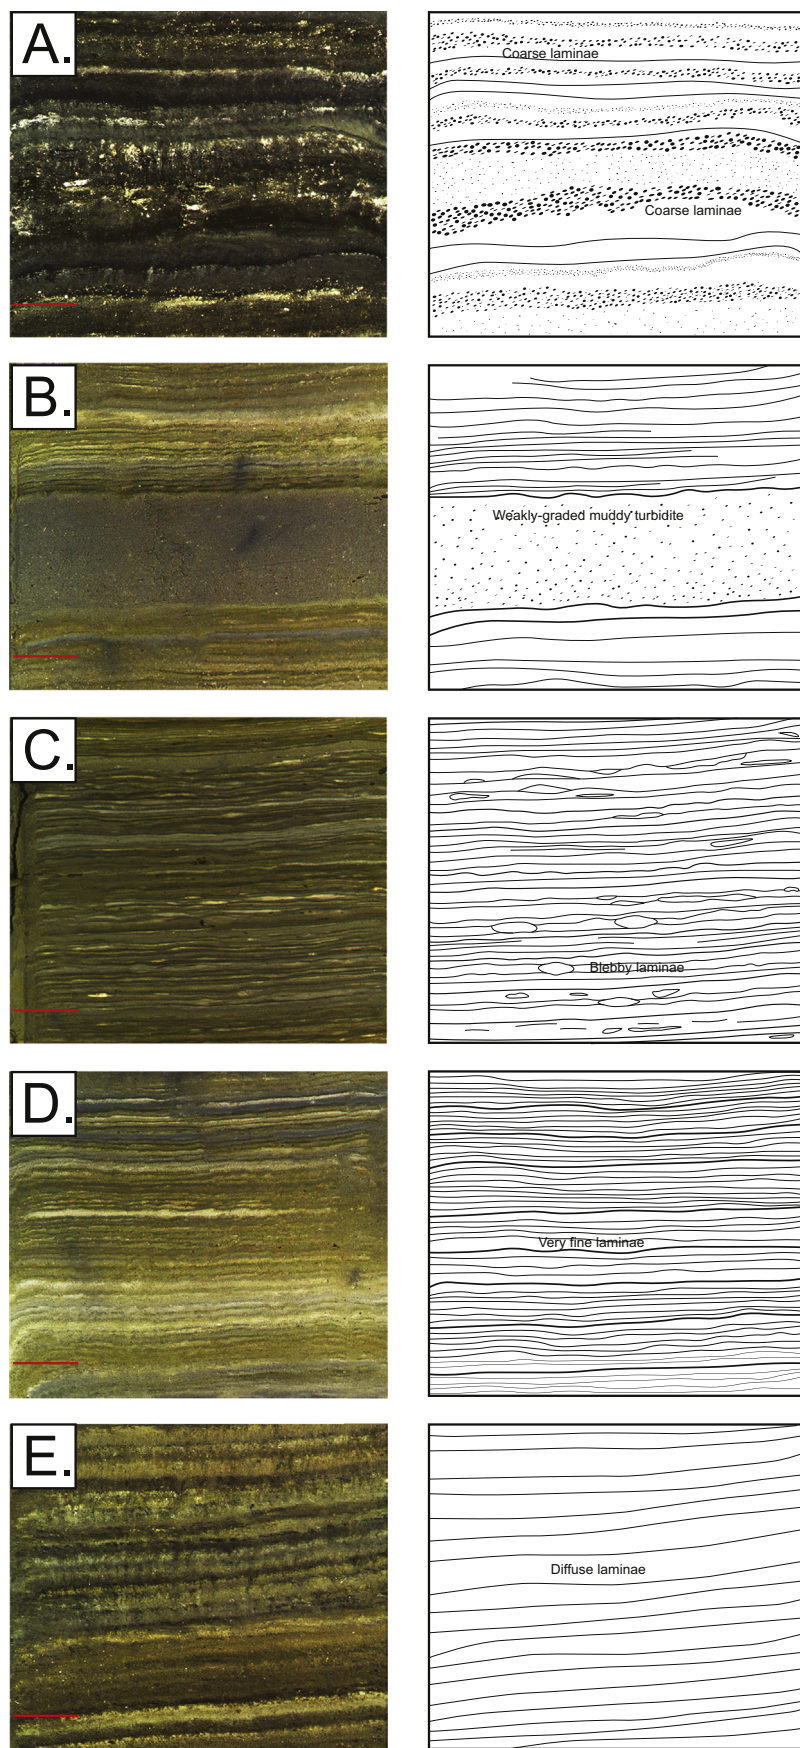 A.
Coarse laminae
Coarse laminae
B.
Weakly-graded muddy turbidite
C.
Blebby laminae
D.
Very fine laminae
E.
Diffuse laminae